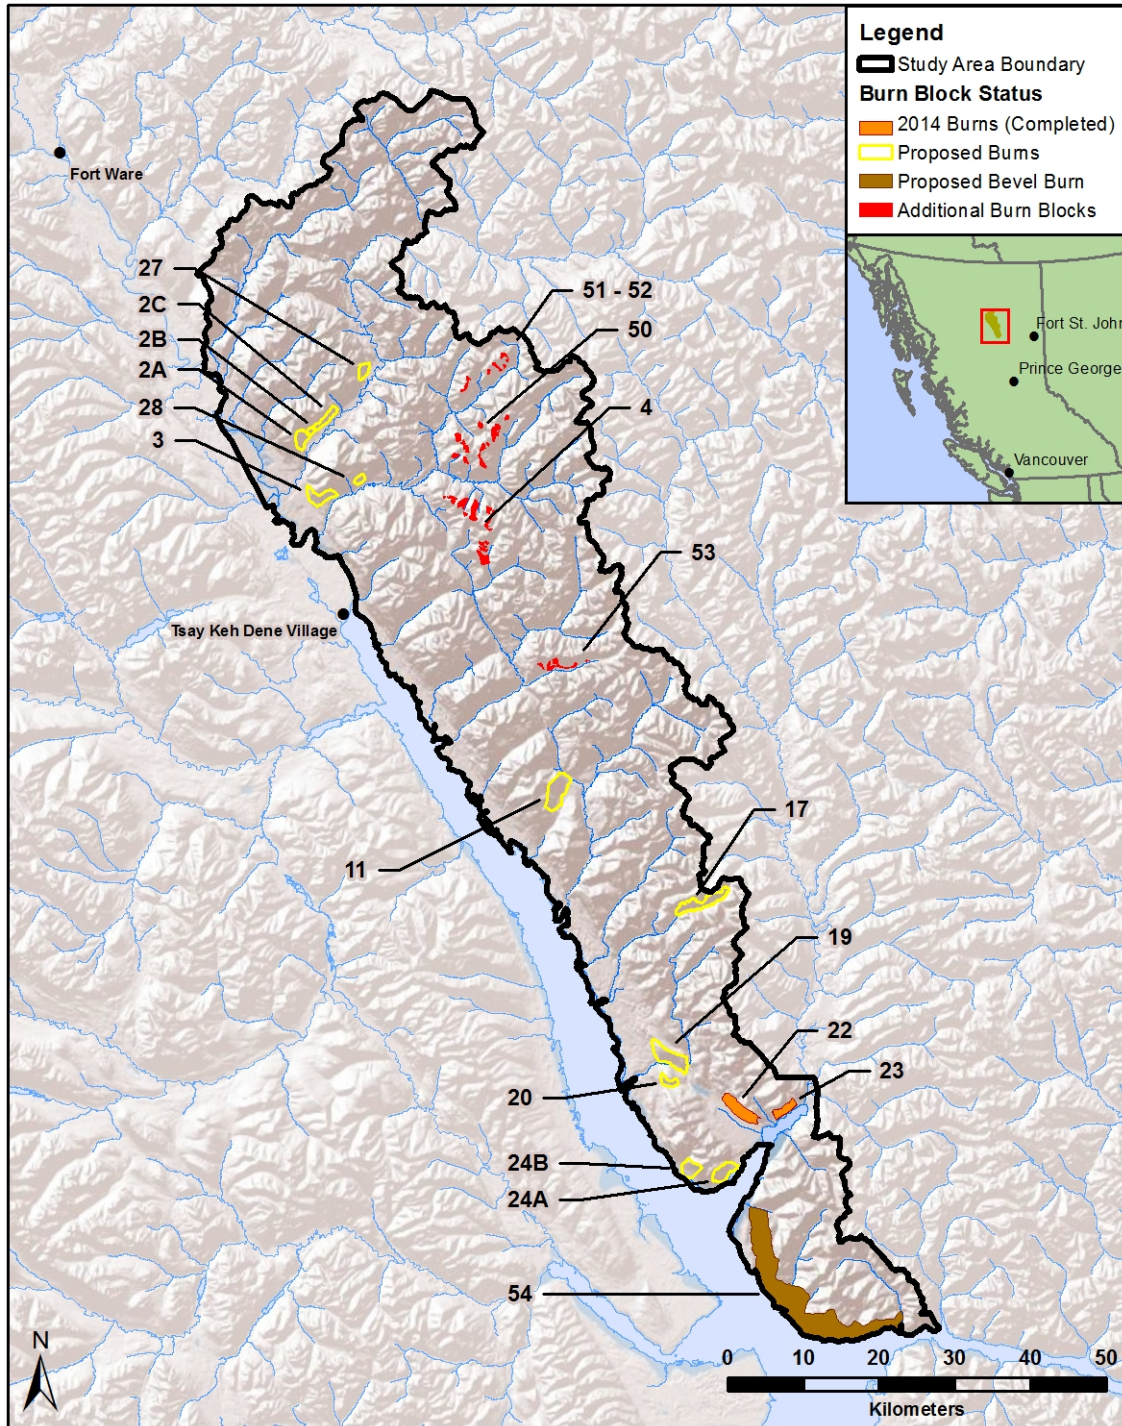 Legend
Study Area Boundary
Burn Block Status
2014 Burns (Completed)
Proposed Burns
Proposed Bevel Burn
Additional Burn Blocks
Fort St. John
Prince George
Vancouver
Fort Ware
27
2C
2B
2A
28
3
51 - 52
50
4
53
Tsay Keh Dene Village
11
17
19
22
23
20
24B
24A
54
N
0 10 20 30 40 50
Kilometers